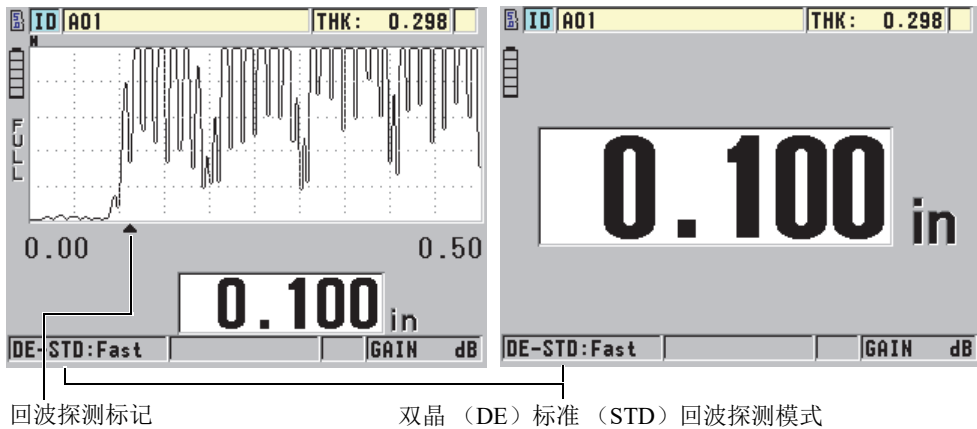 ID A01 THK: 0.298
FULL
0.00 0.50
0.100 in
DE-STD:Fast GAIN dB
ID A01 THK: 0.298
0.100 in
DE-STD:Fast GAIN dB
回波探测标记
双晶 （DE）标准 （STD）回波探测模式